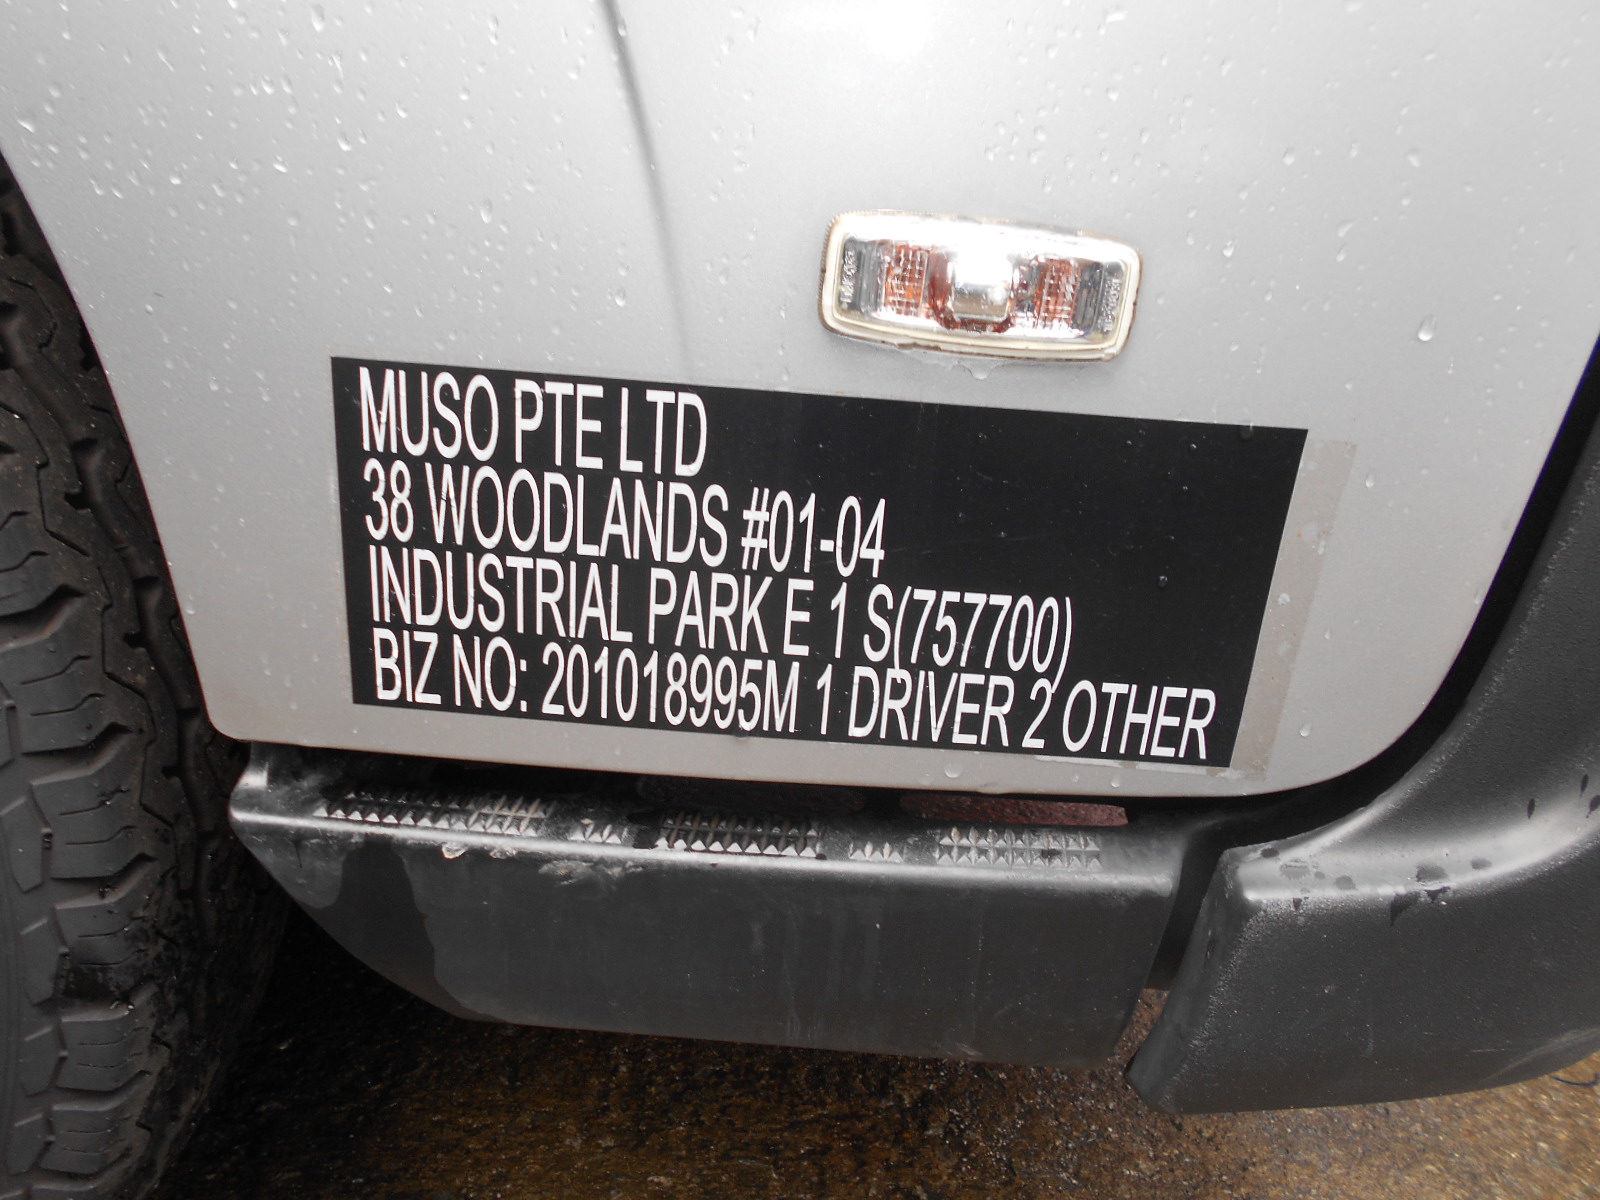 MUSO PTE LTD
38 WOODLANDS #01-04
INDUSTRIAL PARK E 1 S(757700)
BIZ NO: 201018995M 1 DRIVER 2 OTHER